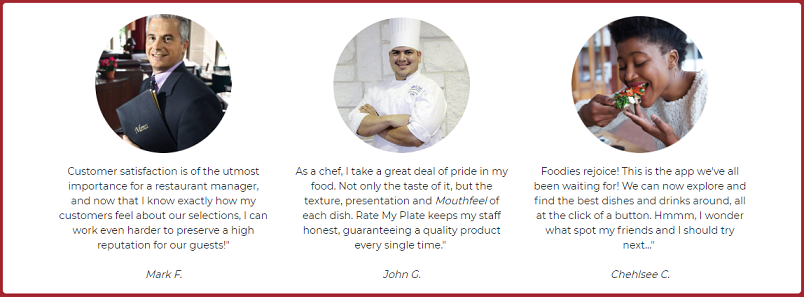 Menu
Customer satisfaction is of the utmost
importance for a restaurant manager,
and now that I know exactly how my
customers feel about our selections, I can
work even harder to preserve a high
reputation for our guests!"
Mark F.
As a chef, I take a great deal of pride in my
food. Not only the taste of it, but the
texture, presentation and Mouthfeel of
each dish. Rate My Plate keeps my staff
honest, guaranteeing a quality product
every single time."
John G.
Foodies rejoice! This is the app we've all
been waiting for! We can now explore and
find the best dishes and drinks around, all
at the click of a button. Hmmm, I wonder
what spot my friends and I should try
next..."
Chehlsee C.